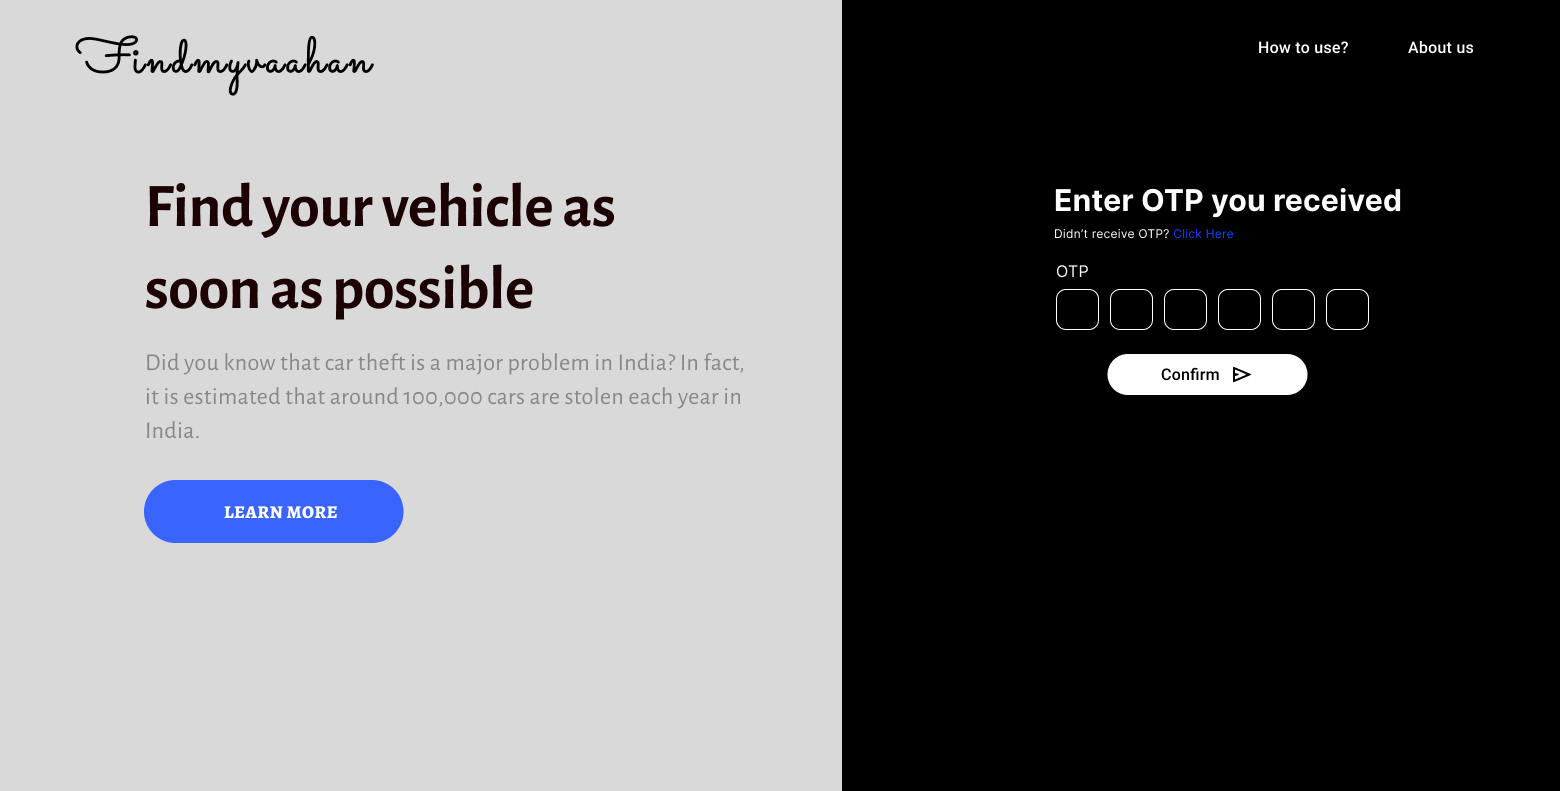 Findmyvaahan
How to use?
About us
Find your vehicle as
soon as possible
Did you know that car theft is a major problem in India? In fact,
it is estimated that around 100,000 cars are stolen each year in
India.
LEARN MORE
Enter OTP you received
Didn't receive OTP? Click Here
OTP
Confirm